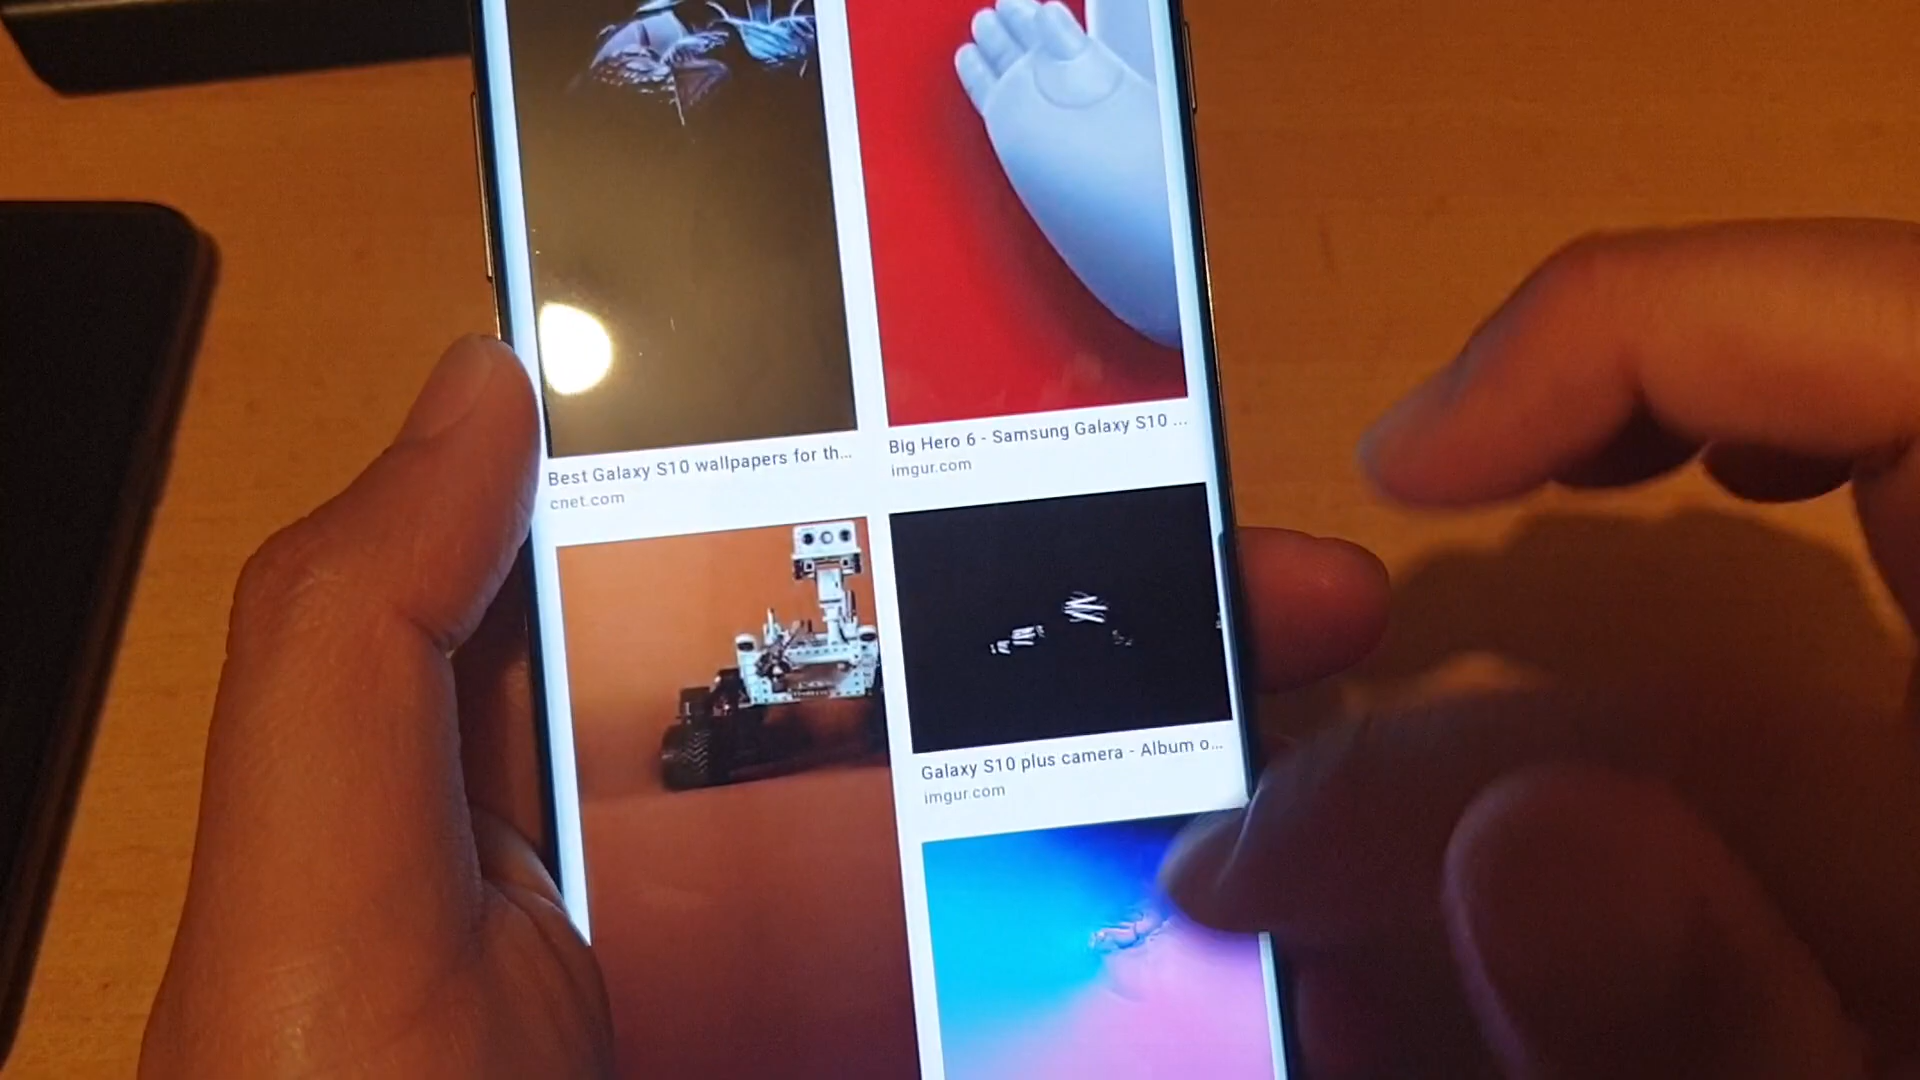 Best Galaxy S10 wallpapers for th...
cnet.com
Big Hero 6 - Samsung Galaxy S10 ...
imgur.com
Galaxy S10 plus camera - Album o...
imgur.com